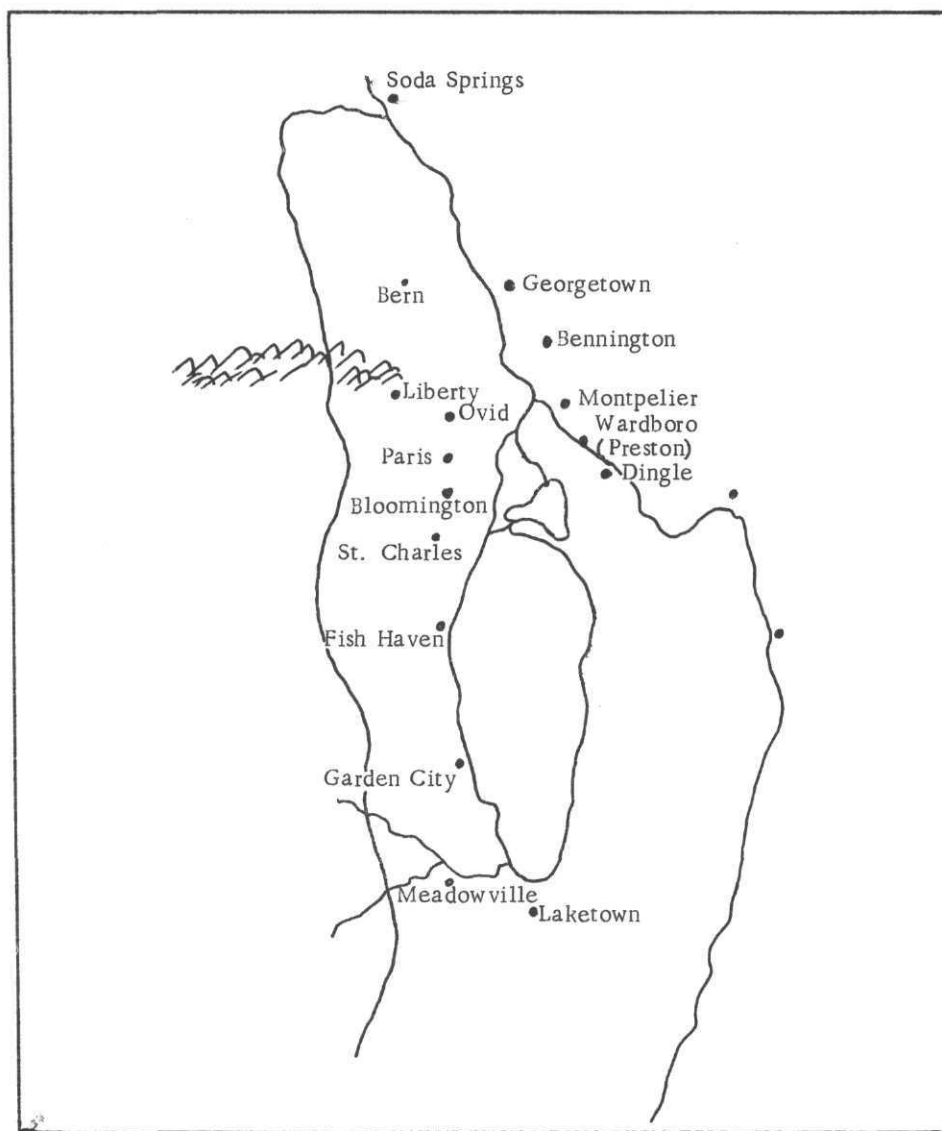 Soda Springs
Georgetown
Bern
Bennington
Liberty
Montpelier
Ovid
Wardboro
(Preston)
Paris
Dingle
Bloomington
St. Charles
Fish Haven
Garden City
Meadowville
Laketown